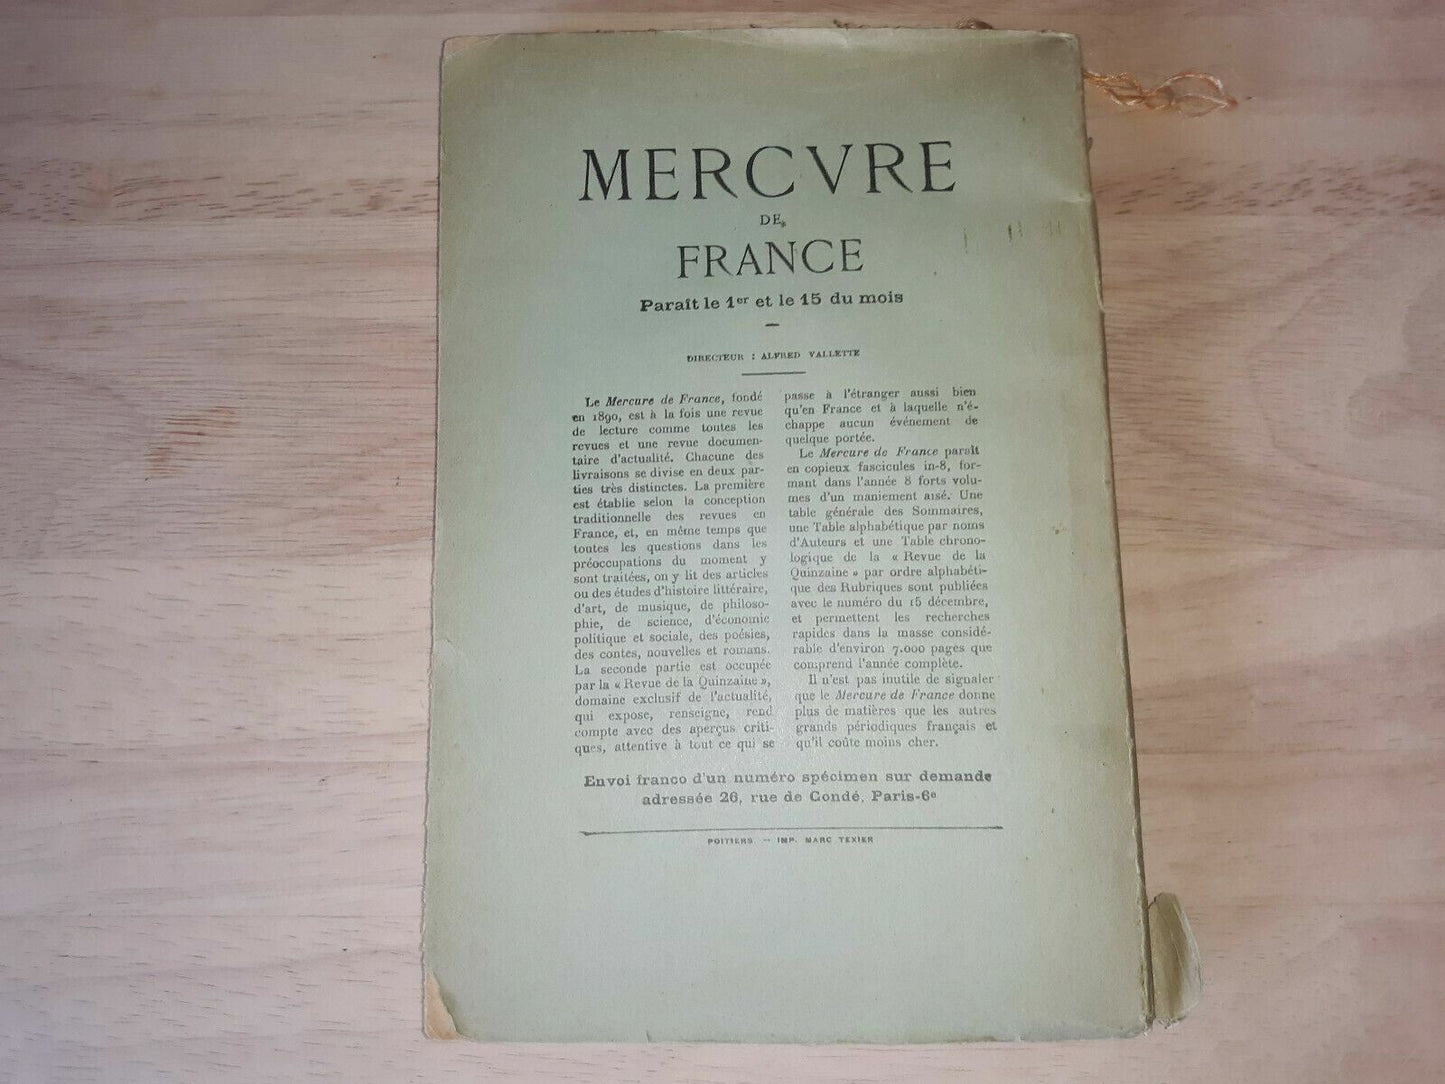 MERCVRE
DE
FRANCE
Paraît le 1er et le 15 du mois
DIRECTEUR : ALFRED VALLETTE
Le Mercure de France, fondé
en 1890, est à la fois une revue
de lecture comme toutes les
revues et une revue documen-
taire d'actualité. Chacune des
livraisons se divise en deux par-
ties très distinctes. La première
est établie selon la conception
traditionnelle des revues en
France, et, en même temps que
toutes les questions dans les
préoccupations du moment y
sont traitées, on y lit des articles
ou des études d'histoire littéraire,
d'art, de musique, de philoso-
phie, de science, d'économie
politique et sociale, des poésies,
des contes, nouvelles et romans.
La seconde partie est occupée
par la « Revue de la Quinzaine »,
domaine exclusif de l'actualité,
qui expose, renseigne, rend
compte avec des aperçus criti-
ques, attentive à tout ce qui se
passe à l'étranger aussi bien
qu'en France et à laquelle n'é-
chappe aucun événement de
quelque portée.
Le Mercure de France paraît
en copieux fascicules in-8, for-
mant dans l'année 8 forts volu-
mes d'un maniement aisé. Une
table générale des Sommaires,
une Table alphabétique par noms
d'Auteurs et une Table chrono-
logique de la « Revue de la
Quinzaine » par ordre alphabéti-
que des Rubriques sont publiées
avec le numéro du 15 décembre,
et permettent les recherches
rapides dans la masse considé-
rable d'environ 7.000 pages que
comprend l'année complète.
Il n'est pas inutile de signaler
que le Mercure de France donne
plus de matières que les autres
grands périodiques français et
qu'il coûte moins cher.
Envoi franco d'un numéro spécimen sur demande
adressée 26, rue de Condé, Paris-6e
POITIERS. — IMP. MARC TEXIER